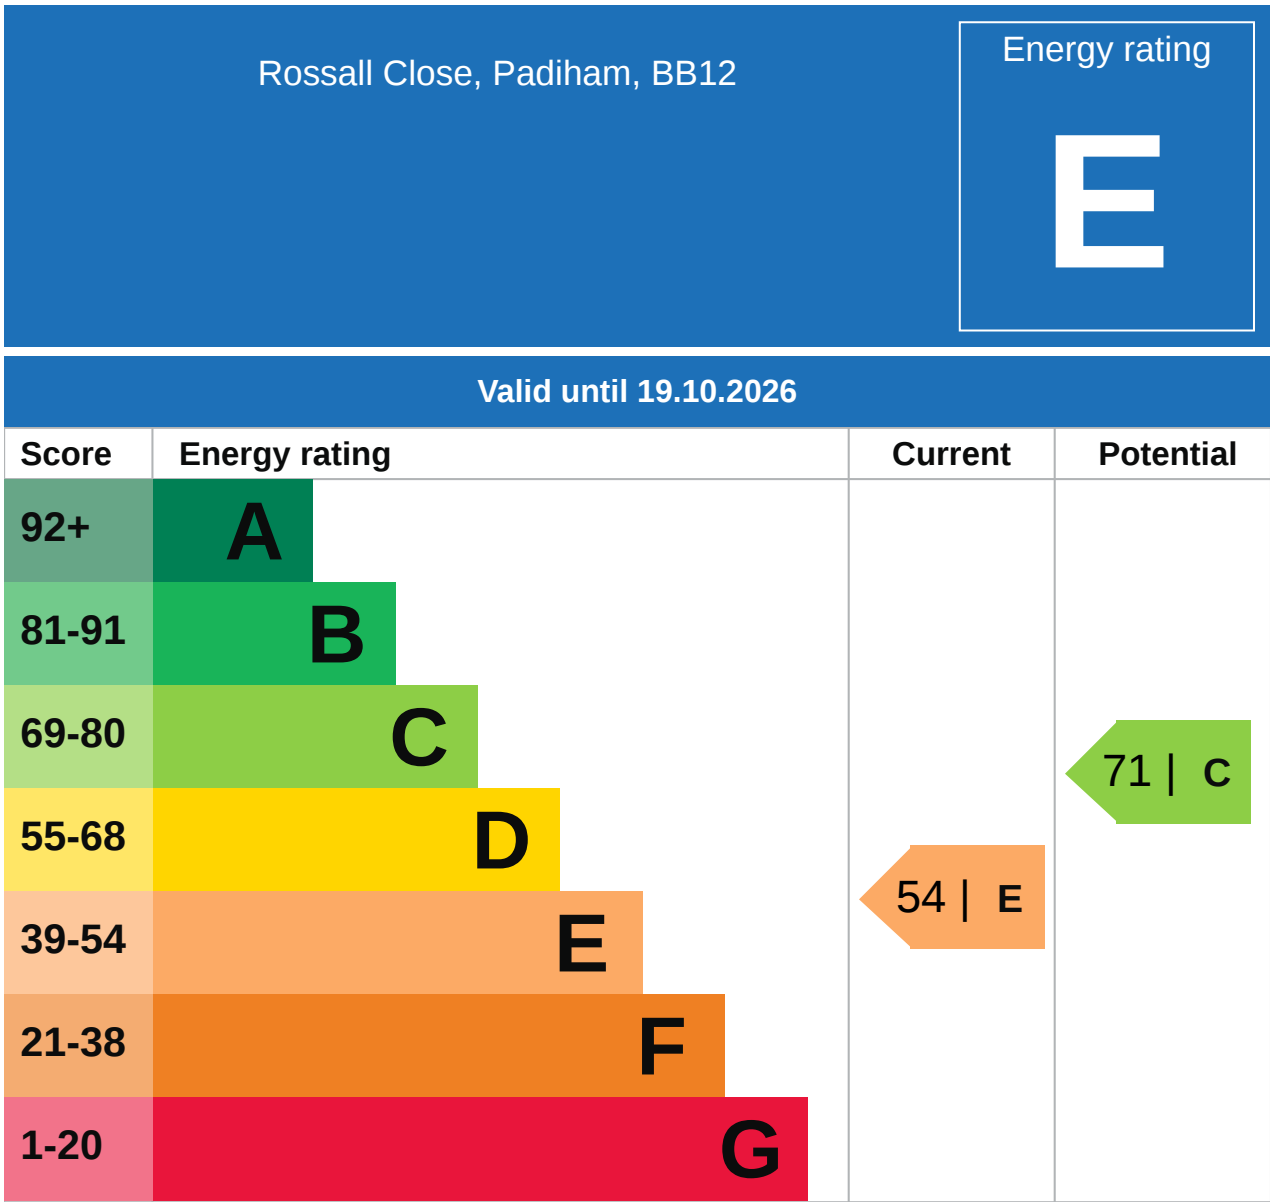 Rossall Close, Padiham, BB12
Energy rating
E
Valid until 19.10.2026
Score Energy rating Current Potential
92+ A
81-91 B
69-80 C
71 | C
55-68 D
54 | E
39-54 E
21-38 F
1-20 G